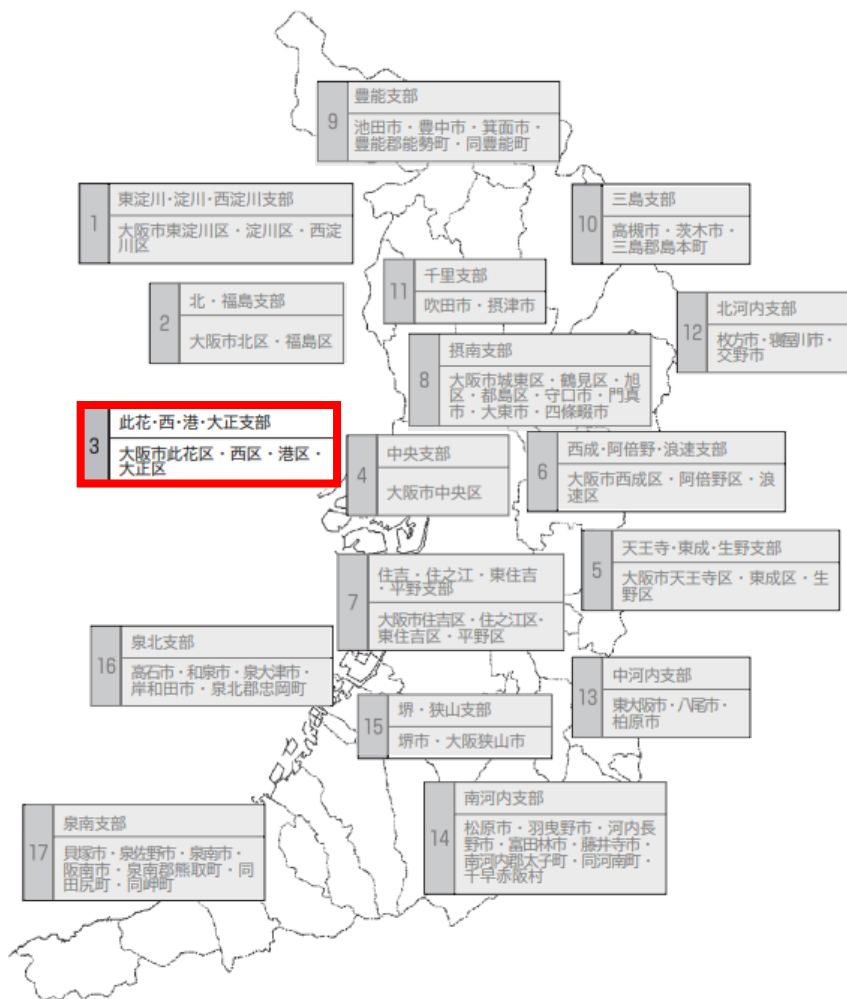 9
豊能支部
池田市・豊中市・箕面市・
豊能郡能勢町・同豊能町
1
東淀川・淀川・西淀川支部
大阪市東淀川区・淀川区・西淀
川区
10
三島支部
高槻市・茨木市・
三島郡島本町
11
千里支部
吹田市・摂津市
2
北・福島支部
大阪市北区・福島区
12
北河内支部
枚方市・寝屋川市・
交野市
8
摂南支部
大阪市城東区・鶴見区・旭
区・都島区・守口市・門真
市・大東市・四條畷市
3
此花・西・港・大正支部
大阪市此花区・西区・港区・
大正区
4
中央支部
大阪市中央区
6
西成・阿倍野・浪速支部
大阪市西成区・阿倍野区・浪
速区
5
天王寺・東成・生野支部
大阪市天王寺区・東成区・生
野区
7
住吉・住之江・東住吉
・平野支部
大阪市住吉区・住之江区・
東住吉区・平野区
16
泉北支部
高石市・和泉市・泉大津市・
岸和田市・泉北郡忠岡町
13
中河内支部
東大阪市・八尾市・
柏原市
15
堺・狭山支部
堺市・大阪狭山市
14
南河内支部
松原市・羽曳野市・河内長
野市・富田林市・藤井寺市・
南河内郡太子町・同河南町・
千早赤阪村
17
泉南支部
貝塚市・泉佐野市・泉南市・
阪南市・泉南郡熊取町・同
田尻町・同岬町